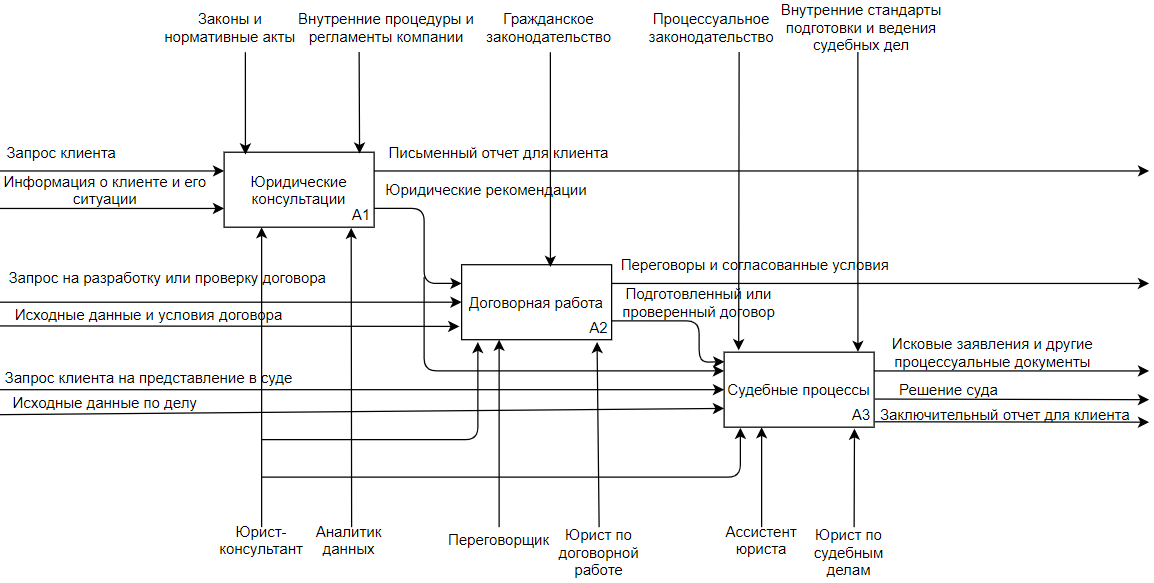 Законы и
нормативные акты
Внутренние процедуры и
регламенты компании
Гражданское
законодательство
Процессуальное
законодательство
Внутренние стандарты
подготовки и ведения
судебных дел
Запрос клиента
Информация о клиенте и его
ситуации
Юридические
консультации
A1
Письменный отчет для клиента
Юридические рекомендации
Запрос на разработку или проверку договора
Исходные данные и условия договора
Договорная работа
A2
Переговоры и согласованные условия
Подготовленный или
проверенный договор
Запрос клиента на представление в суде
Исходные данные по делу
Судебные процессы
A3
Исковые заявления и другие
процессуальные документы
Решение суда
Заключительный отчет для клиента
Юрист-
консультант
Аналитик
данных
Переговорщик
Юрист по
договорной
работе
Ассистент
юриста
Юрист по
судебным
делам